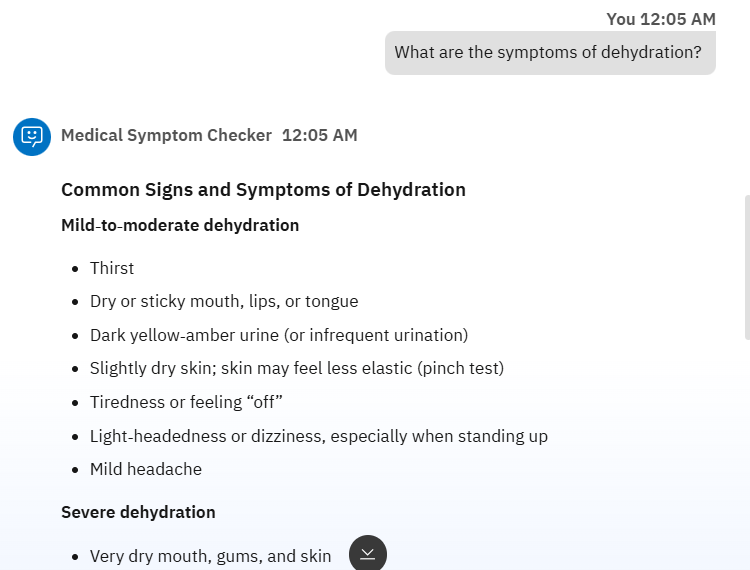 You 12:05 AM
What are the symptoms of dehydration?
Medical Symptom Checker 12:05 AM
Common Signs and Symptoms of Dehydration
Mild-to-moderate dehydration
• Thirst
• Dry or sticky mouth, lips, or tongue
• Dark yellow-amber urine (or infrequent urination)
• Slightly dry skin; skin may feel less elastic (pinch test)
• Tiredness or feeling “off”
• Light-headedness or dizziness, especially when standing up
• Mild headache
Severe dehydration
• Very dry mouth, gums, and skin